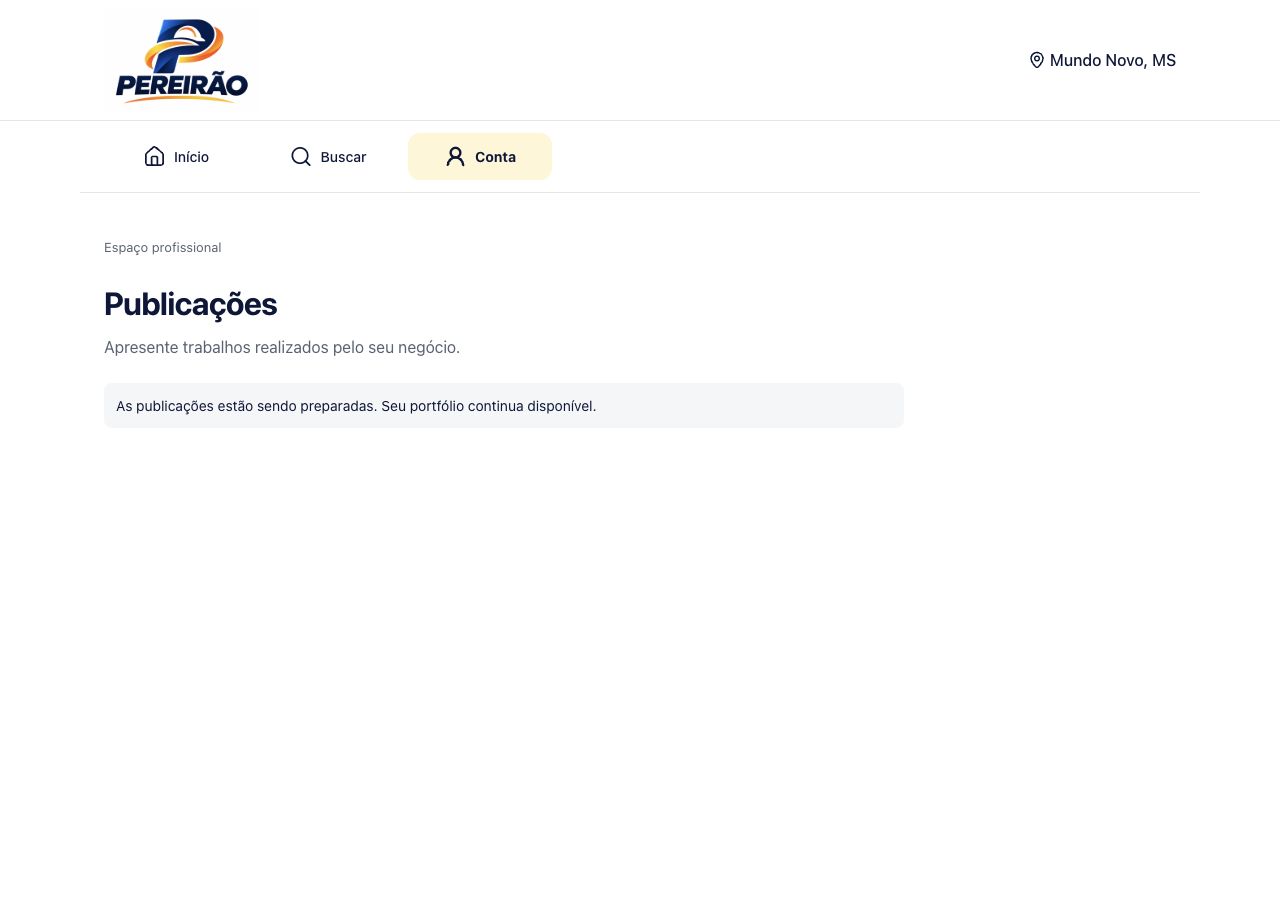 PEREIRÃO
Mundo Novo, MS
Início
Buscar
Conta
Espaço profissional
Publicações
Apresente trabalhos realizados pelo seu negócio.
As publicações estão sendo preparadas. Seu portfólio continua disponível.